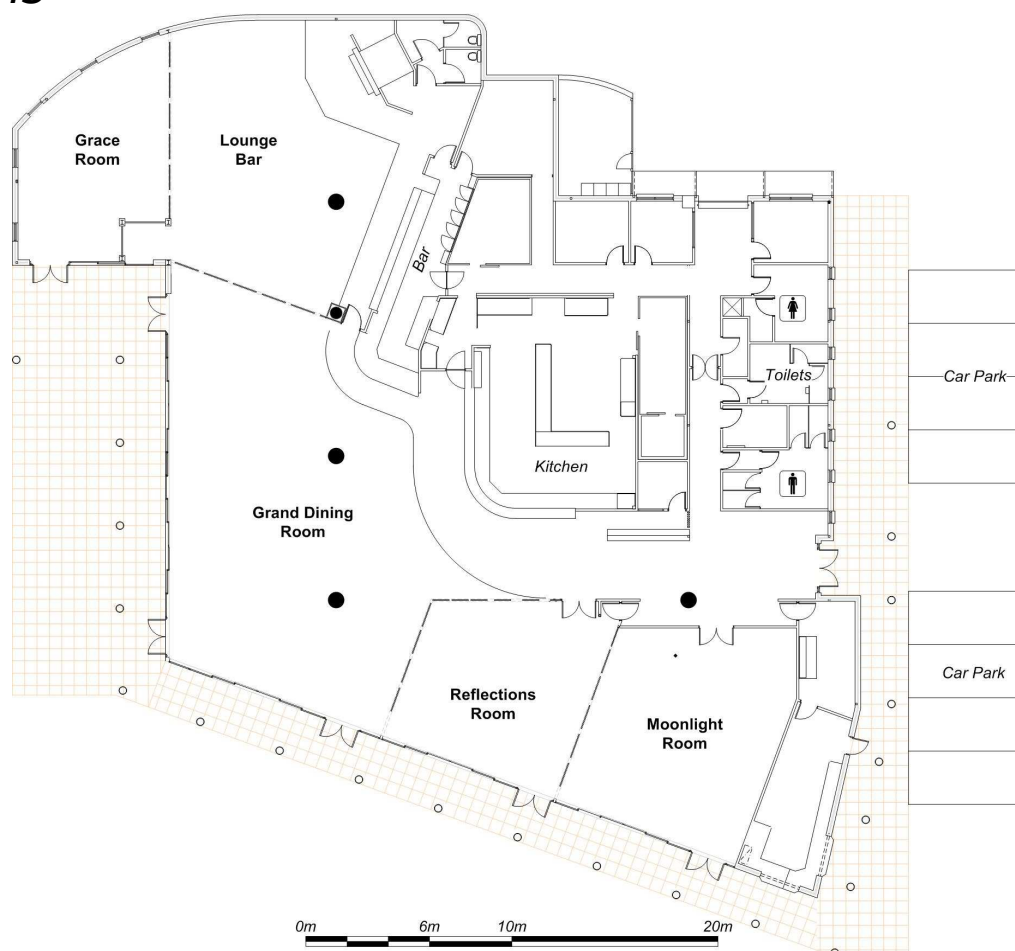 Grace
Room
Lounge
Bar
Bar
Car Park
Toilets
Kitchen
Grand Dining
Room
Car Park
Reflections
Room
Moonlight
Room
0m 6m 10m 20m